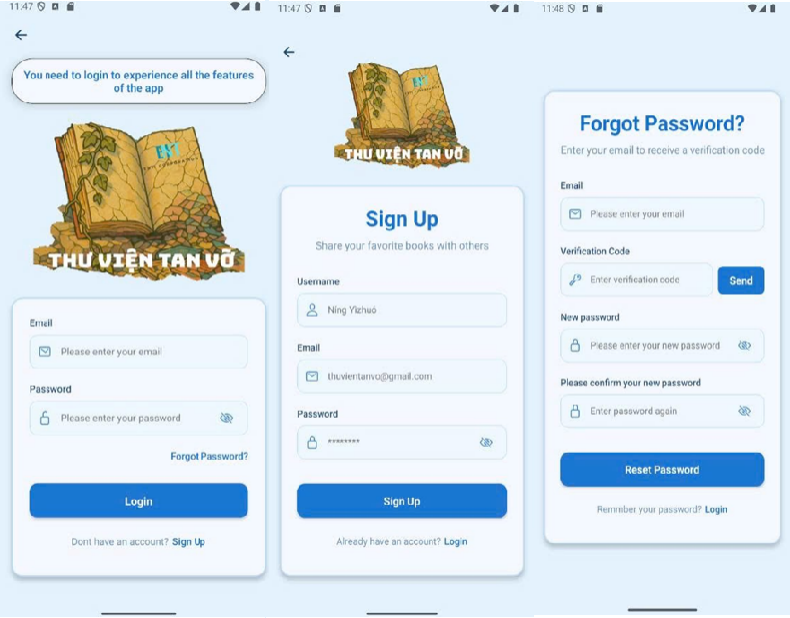 11:47
You need to login to experience all the features
of the app
THƯ VIỆN TAN VỠ
Email
Please enter your email
Password
Please enter your password
Forgot Password?
Login
Dont have an account? Sign Up
11:47
THƯ VIỆN TAN VỠ
Sign Up
Share your favorite books with others
Username
Ning Yizhuo
Email
thuvientanvo@gmail.com
Password
********
Sign Up
Already have an account? Login
11:48
Forgot Password?
Enter your email to receive a verification code
Email
Please enter your email
Verification Code
Enter verification code
Send
New password
Please enter your new password
Please confirm your new password
Enter password again
Reset Password
Remmber your password? Login